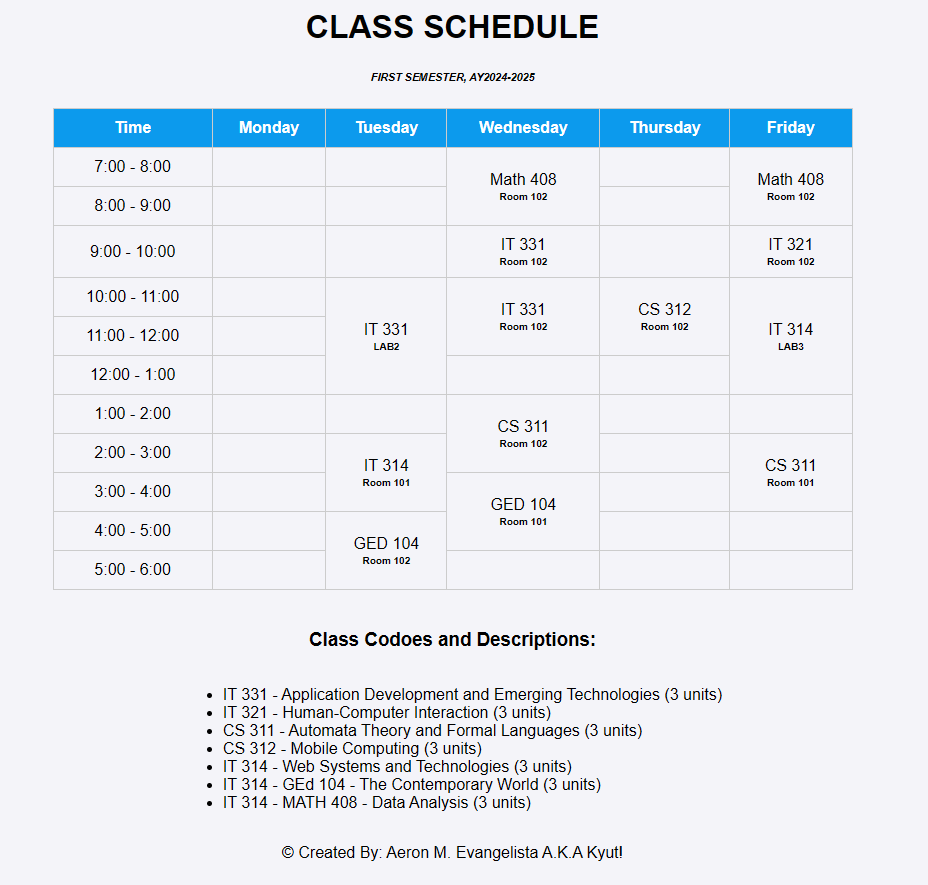 CLASS SCHEDULE
FIRST SEMESTER, AY2024-2025
Time Monday Tuesday Wednesday Thursday Friday
7:00 - 8:00
Math 408 Math 408
Room 102 Room 102
8:00 - 9:00
9:00 - 10:00
IT 331 IT 321
Room 102 Room 102
10:00 - 11:00
IT 331 CS 312
Room 102 Room 102
11:00 - 12:00
IT 331 IT 314
LAB2 LAB3
12:00 - 1:00
1:00 - 2:00
CS 311
Room 102
2:00 - 3:00
IT 314 CS 311
Room 101 Room 101
3:00 - 4:00
GED 104
Room 101
4:00 - 5:00
GED 104
Room 102
5:00 - 6:00
Class Codoes and Descriptions:
• IT 331 - Application Development and Emerging Technologies (3 units)
• IT 321 - Human-Computer Interaction (3 units)
• CS 311 - Automata Theory and Formal Languages (3 units)
• CS 312 - Mobile Computing (3 units)
• IT 314 - Web Systems and Technologies (3 units)
• IT 314 - GEd 104 - The Contemporary World (3 units)
• IT 314 - MATH 408 - Data Analysis (3 units)
© Created By: Aeron M. Evangelista A.K.A Kyut!